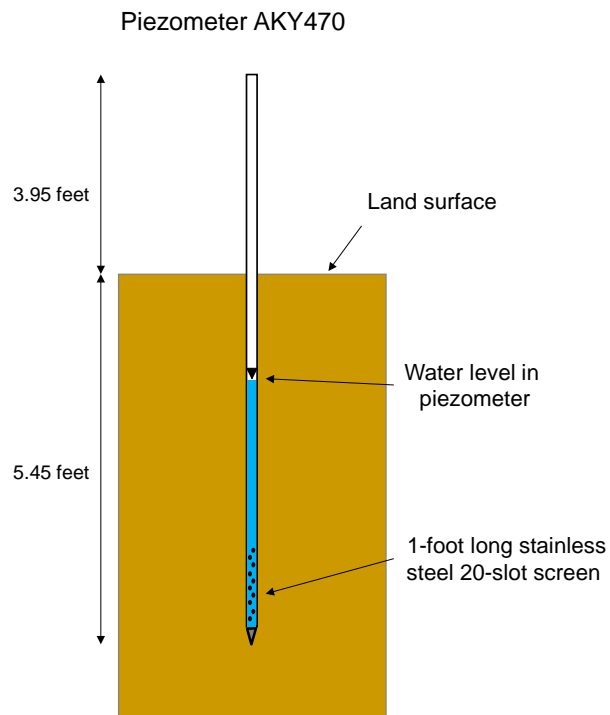 Piezometer AKY470
3.95 feet
Land surface
Water level in
piezometer
5.45 feet
1-foot long stainless
steel 20-slot screen